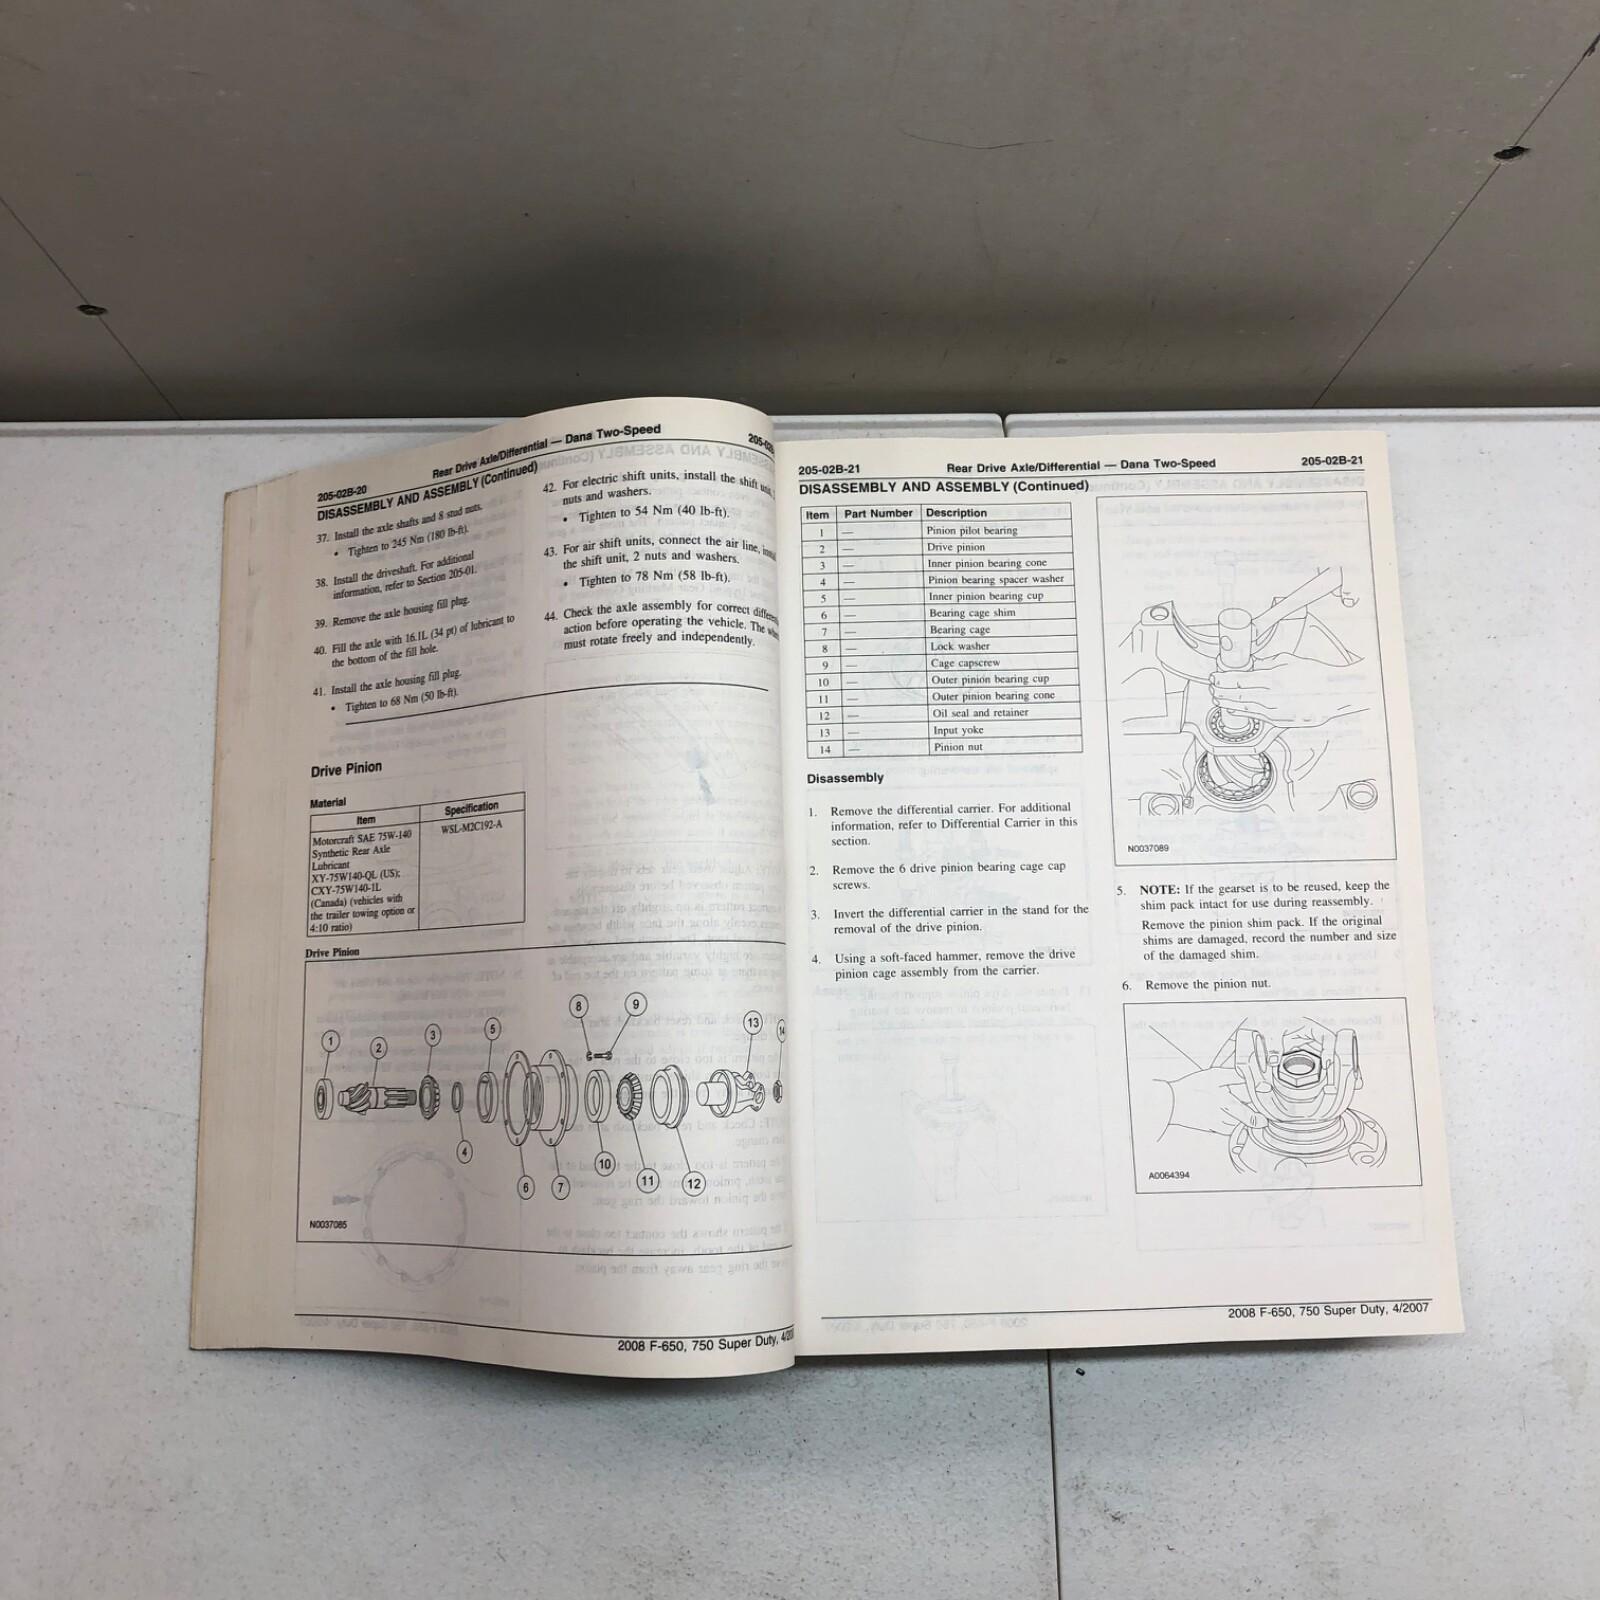 205-02B-20
Rear Drive Axle/Differential — Dana Two-Speed
DISASSEMBLY AND ASSEMBLY (Continued)
37. Install the axle shafts and 8 stud nuts.
• Tighten to 245 Nm (180 lb-ft).
38. Install the driveshaft. For additional
information, refer to Section 205-01.
39. Remove the axle housing fill plug.
40. Fill the axle with 16.1L (34 pt) of lubricant to
the bottom of the fill hole.
41. Install the axle housing fill plug.
• Tighten to 68 Nm (50 lb-ft).
42. For electric shift units, install the shift
nuts and washers.
• Tighten to 54 Nm (40 lb-ft).
43. For air shift units, connect the air line,
the shift unit, 2 nuts and washers.
• Tighten to 78 Nm (58 lb-ft).
44. Check the axle assembly for correct
action before operating the vehicle. The
must rotate freely and independently.
Drive Pinion
Material
Item Specification
Motorcraft SAE 75W-140 WSL-M2C192-A
Synthetic Rear Axle
Lubricant
XY-75W140-QL (US);
CXY-75W140-1L
(Canada) (vehicles with
the trailer towing option or
4:10 ratio)
Drive Pinion
1 2 3 4 5 6 7 8 9 10 11 12 13 14
N0037085
2008 F-650, 750 Super Duty,
205-02B-21 Rear Drive Axle/Differential — Dana Two-Speed 205-02B-21
DISASSEMBLY AND ASSEMBLY (Continued)
Item Part Number Description
1 — Pinion pilot bearing
2 — Drive pinion
3 — Inner pinion bearing cone
4 — Pinion bearing spacer washer
5 — Inner pinion bearing cup
6 — Bearing cage shim
7 — Bearing cage
8 — Lock washer
9 — Cage capscrew
10 — Outer pinion bearing cup
11 — Outer pinion bearing cone
12 — Oil seal and retainer
13 — Input yoke
14 — Pinion nut
Disassembly
1. Remove the differential carrier. For additional
information, refer to Differential Carrier in this
section.
2. Remove the 6 drive pinion bearing cage cap
screws.
3. Invert the differential carrier in the stand for the
removal of the drive pinion.
4. Using a soft-faced hammer, remove the drive
pinion cage assembly from the carrier.
N0037089
5. NOTE: If the gearset is to be reused, keep the
shim pack intact for use during reassembly.
Remove the pinion shim pack. If the original
shims are damaged, record the number and size
of the damaged shim.
6. Remove the pinion nut.
A0064394
2008 F-650, 750 Super Duty, 4/2007